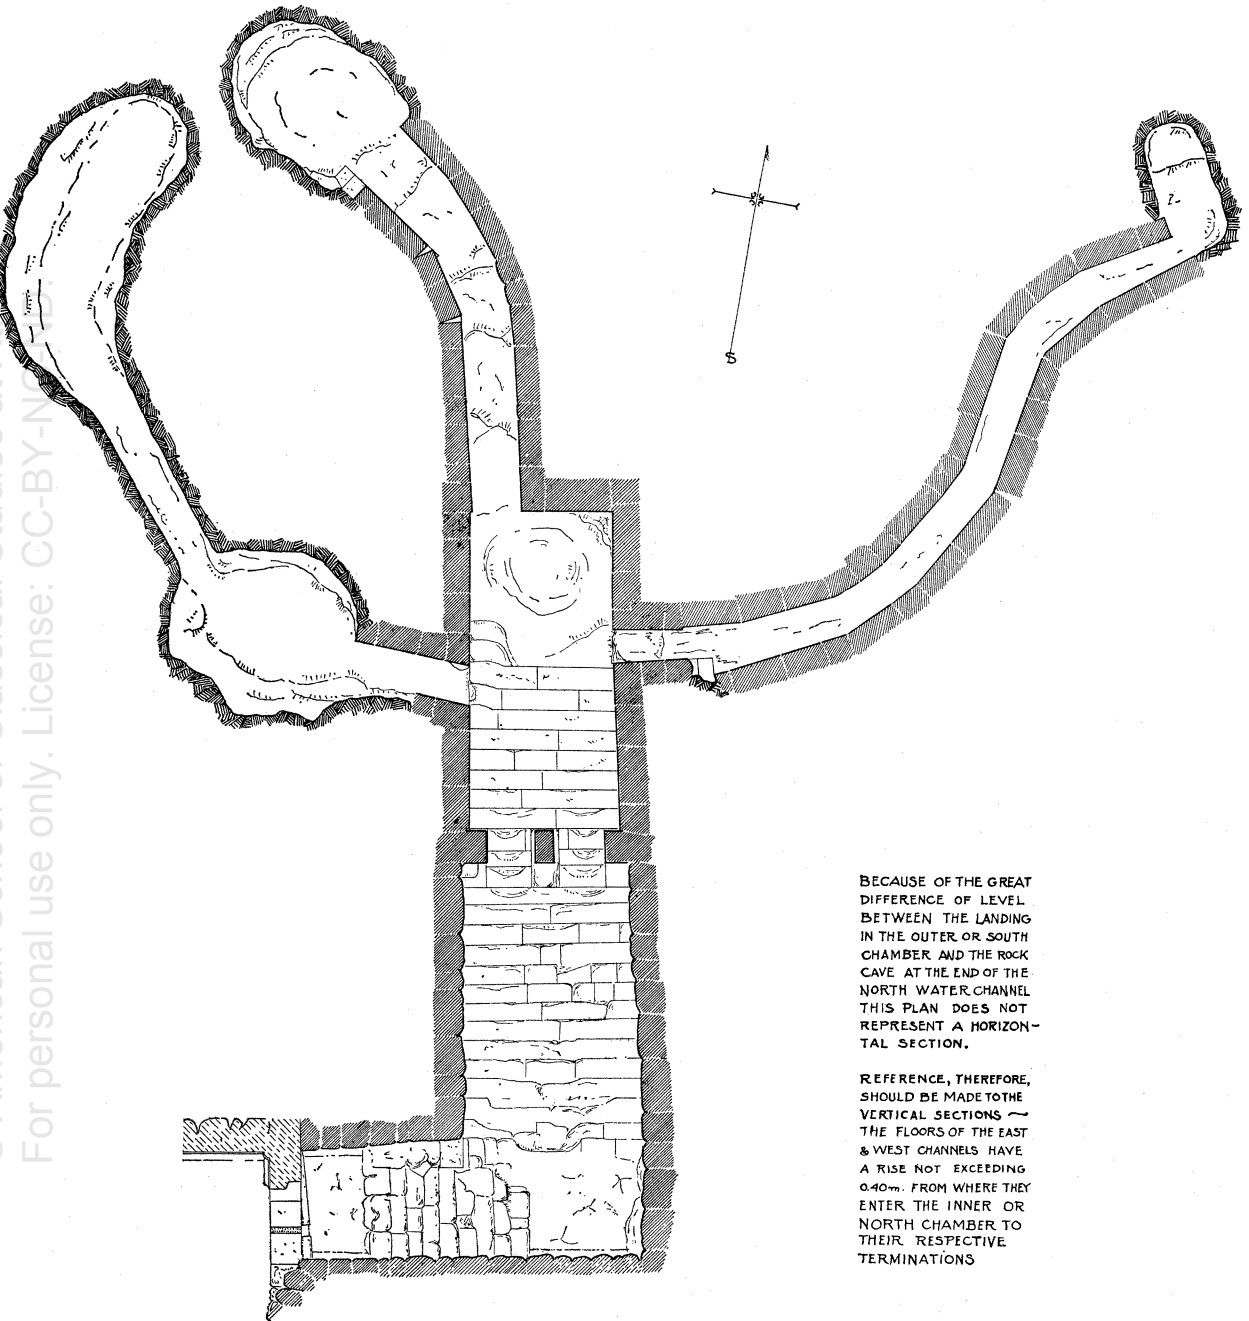 For personal use only. License: CC-BY-NC-ND.
S
BECAUSE OF THE GREAT
DIFFERENCE OF LEVEL
BETWEEN THE LANDING
IN THE OUTER OR SOUTH
CHAMBER AND THE ROCK
CAVE AT THE END OF THE
NORTH WATER CHANNEL
THIS PLAN DOES NOT
REPRESENT A HORIZON-
TAL SECTION.
REFERENCE, THEREFORE,
SHOULD BE MADE TO THE
VERTICAL SECTIONS ~
THE FLOORS OF THE EAST
& WEST CHANNELS HAVE
A RISE NOT EXCEEDING
0.40m. FROM WHERE THEY
ENTER THE INNER OR
NORTH CHAMBER TO
THEIR RESPECTIVE
TERMINATIONS